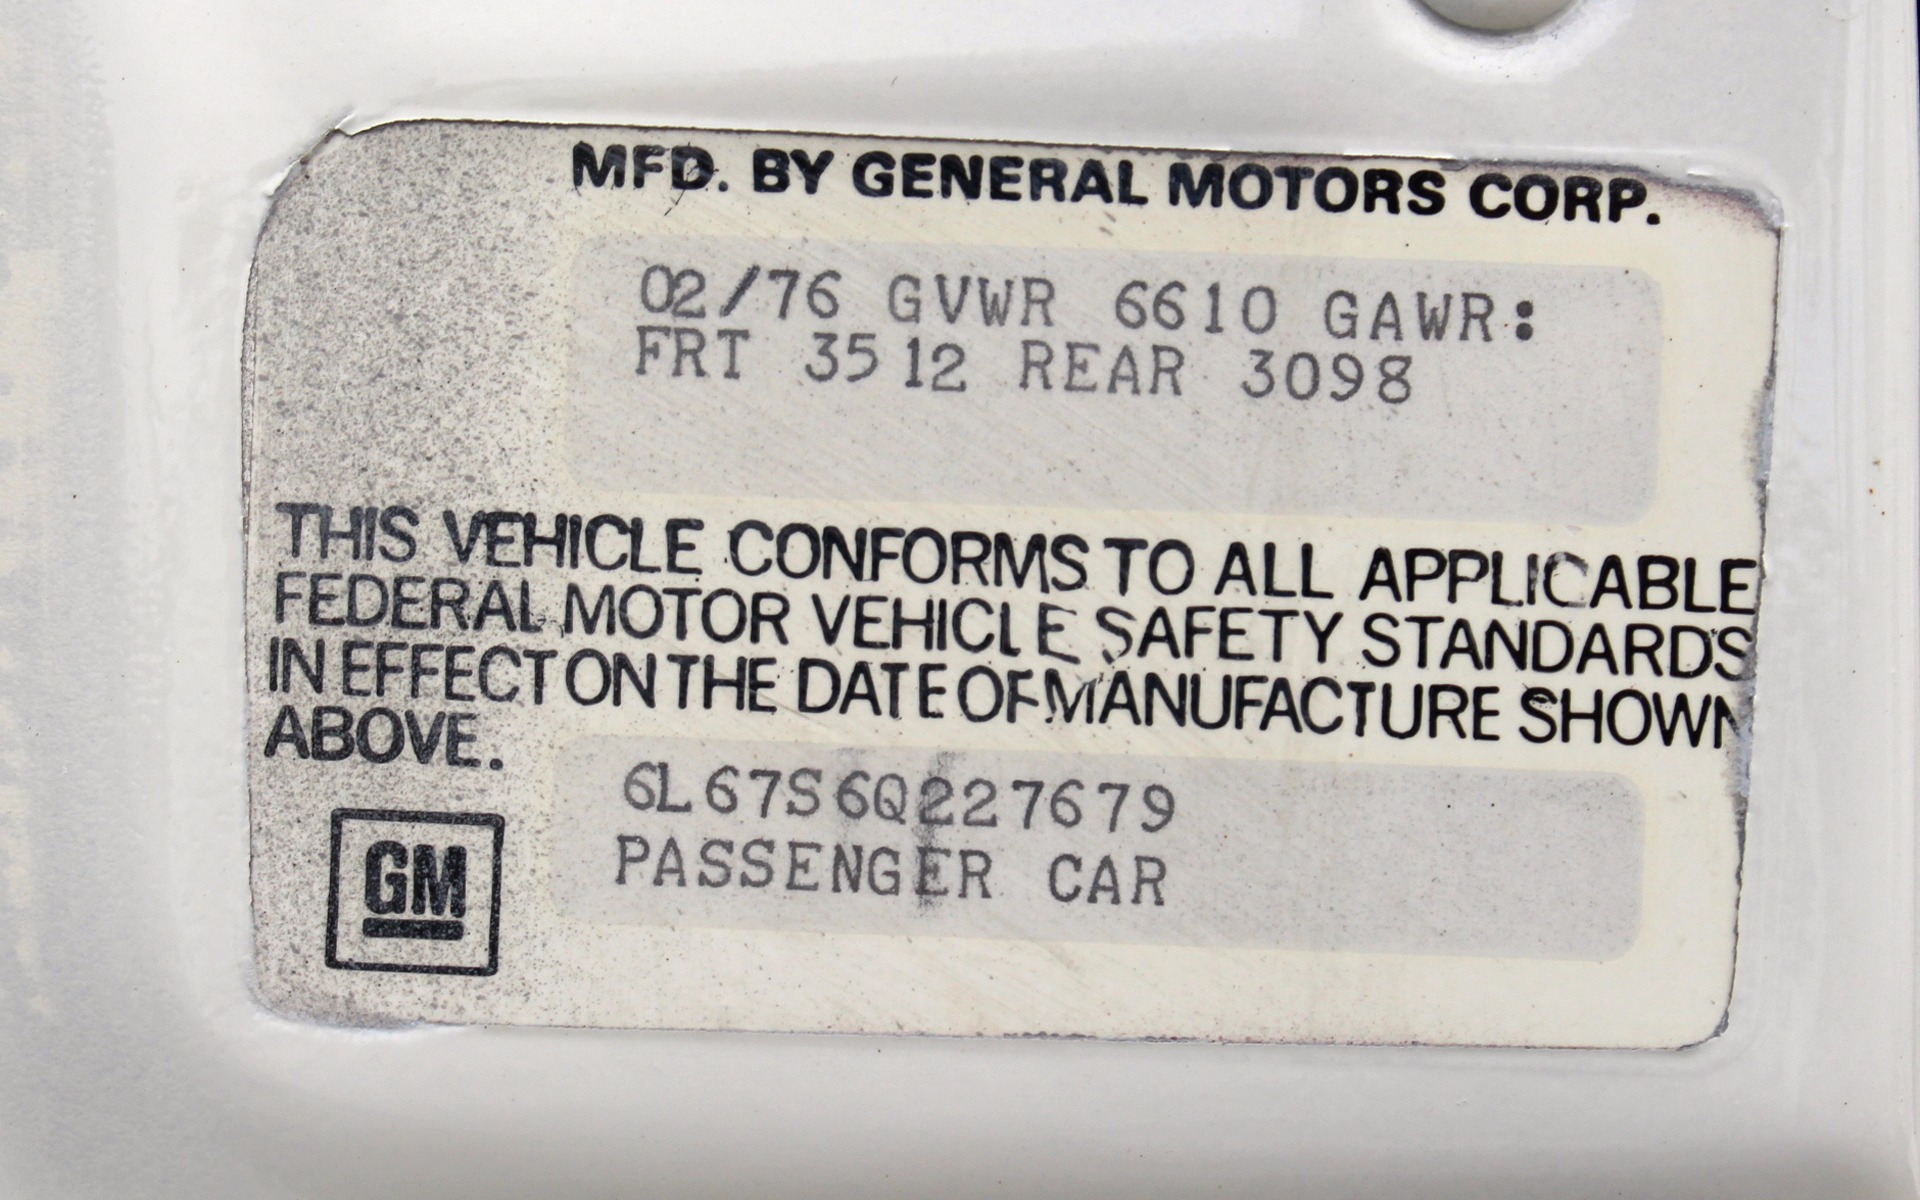 MFD. BY GENERAL MOTORS CORP.
02/76 GVWR 6610 GAWR:
FRT 3512 REAR 3098
THIS VEHICLE CONFORMS TO ALL APPLICABLE
FEDERAL MOTOR VEHICLE SAFETY STANDARDS
IN EFFECT ON THE DATE OF MANUFACTURE SHOWN
ABOVE.
6L67S6Q227679
PASSENGER CAR
GM